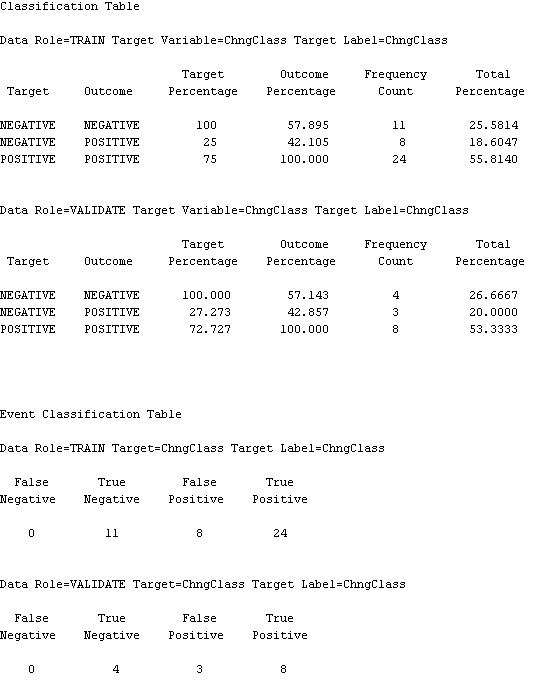 Classification Table
Data Role=TRAIN Target Variable=ChngClass Target Label=ChngClass
Target Outcome Frequency Total
Target Outcome Percentage Percentage Count Percentage
NEGATIVE NEGATIVE 100 57.895 11 25.5814
NEGATIVE POSITIVE 25 42.105 8 18.6047
POSITIVE POSITIVE 75 100.000 24 55.8140
Data Role=VALIDATE Target Variable=ChngClass Target Label=ChngClass
Target Outcome Frequency Total
Target Outcome Percentage Percentage Count Percentage
NEGATIVE NEGATIVE 100.000 57.143 4 26.6667
NEGATIVE POSITIVE 27.273 42.857 3 20.0000
POSITIVE POSITIVE 72.727 100.000 8 53.3333
Event Classification Table
Data Role=TRAIN Target=ChngClass Target Label=ChngClass
False True False True
Negative Negative Positive Positive
0 11 8 24
Data Role=VALIDATE Target=ChngClass Target Label=ChngClass
False True False True
Negative Negative Positive Positive
0 4 3 8